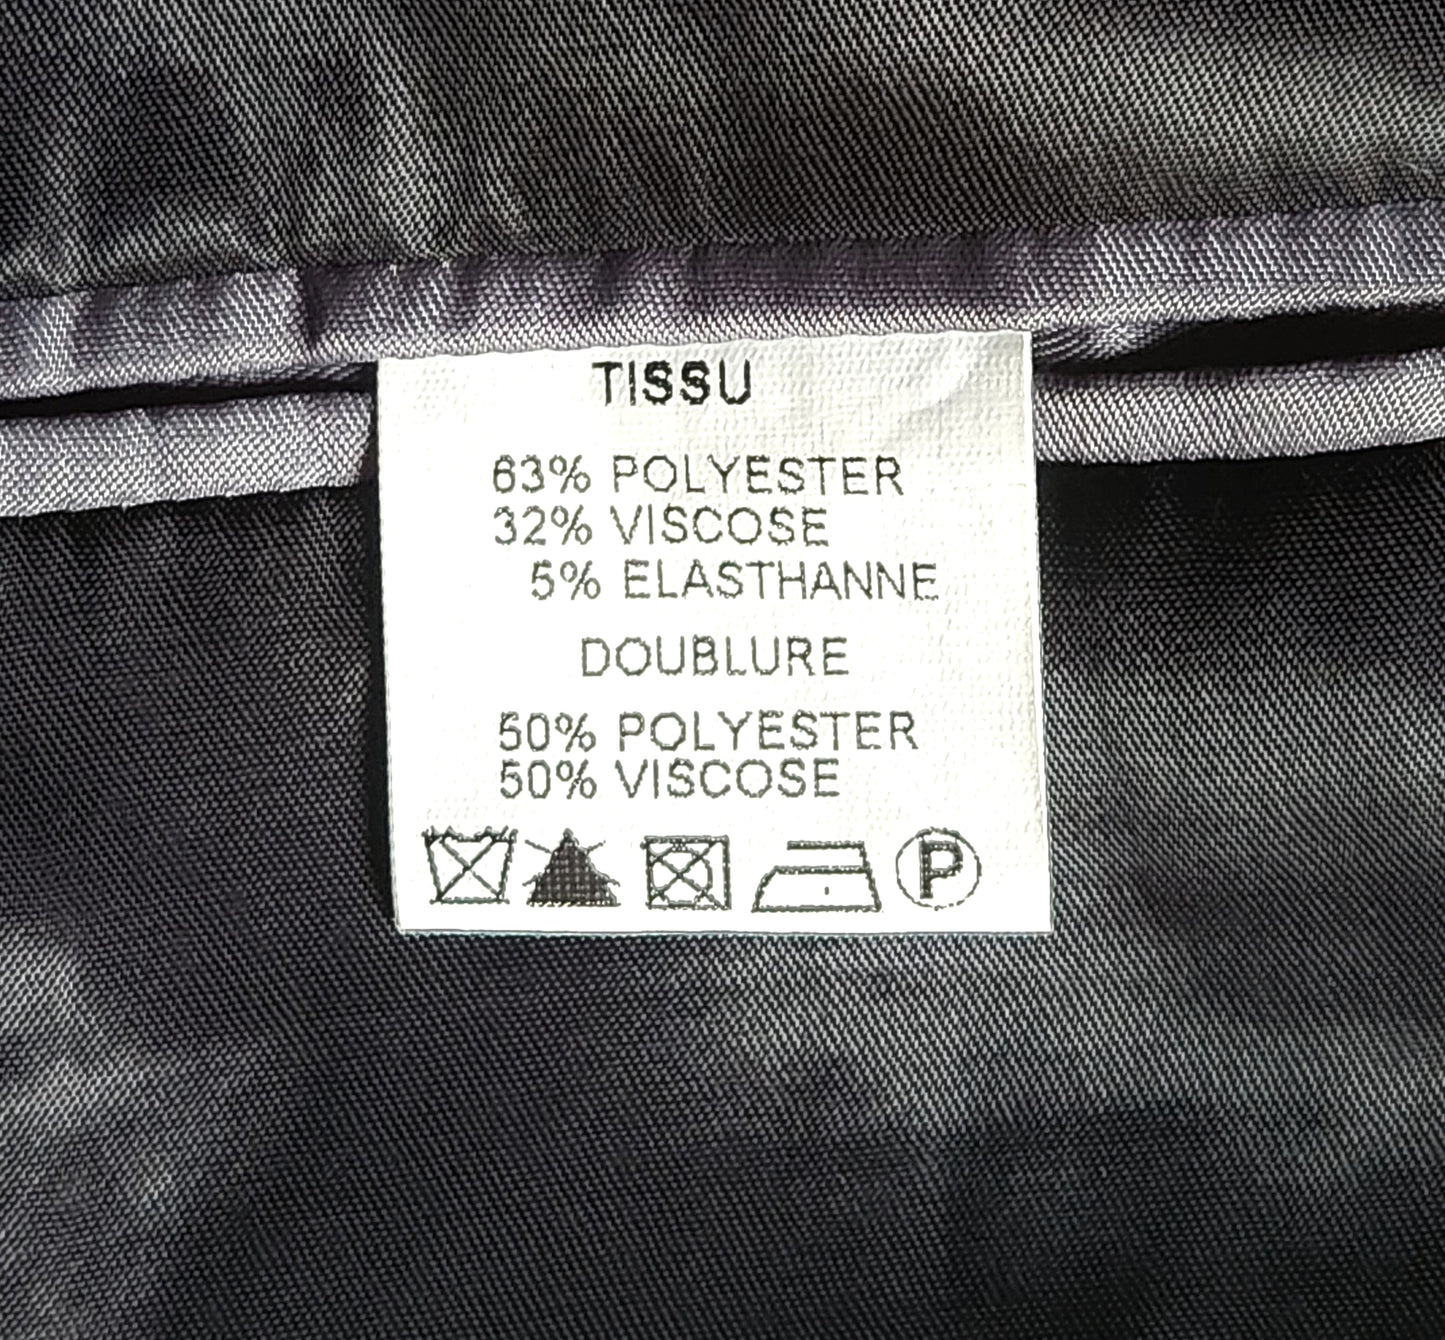 TISSU
63% POLYESTER
32% VISCOSE
5% ELASTHANNE
DOUBLURE
50% POLYESTER
50% VISCOSE
P